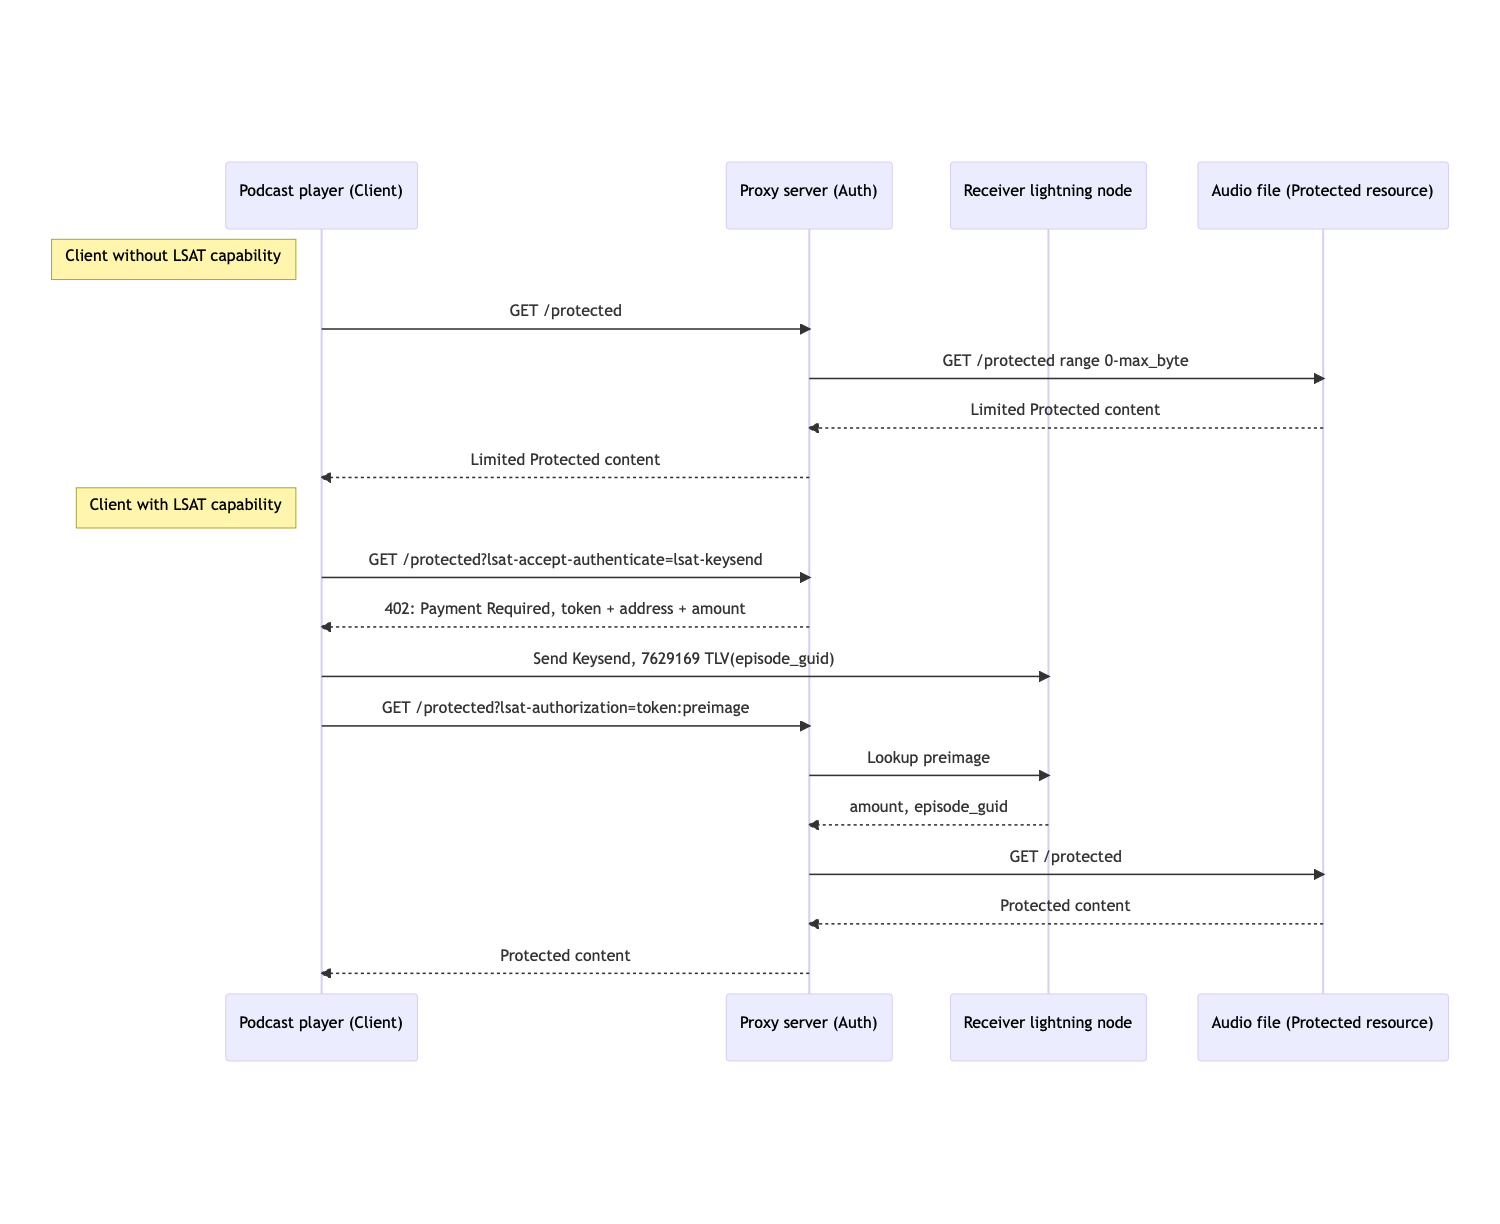 Podcast player (Client)
Proxy server (Auth)
Receiver lightning node
Audio file (Protected resource)
Client without LSAT capability
GET /protected
GET /protected range 0-max_byte
Limited Protected content
Limited Protected content
Client with LSAT capability
GET /protected?lsat-accept-authenticate=lsat-keysend
402: Payment Required, token + address + amount
Send Keysend, 7629169 TLV(episode_guid)
GET /protected?lsat-authorization=token:preimage
Lookup preimage
amount, episode_guid
GET /protected
Protected content
Protected content
Podcast player (Client)
Proxy server (Auth)
Receiver lightning node
Audio file (Protected resource)